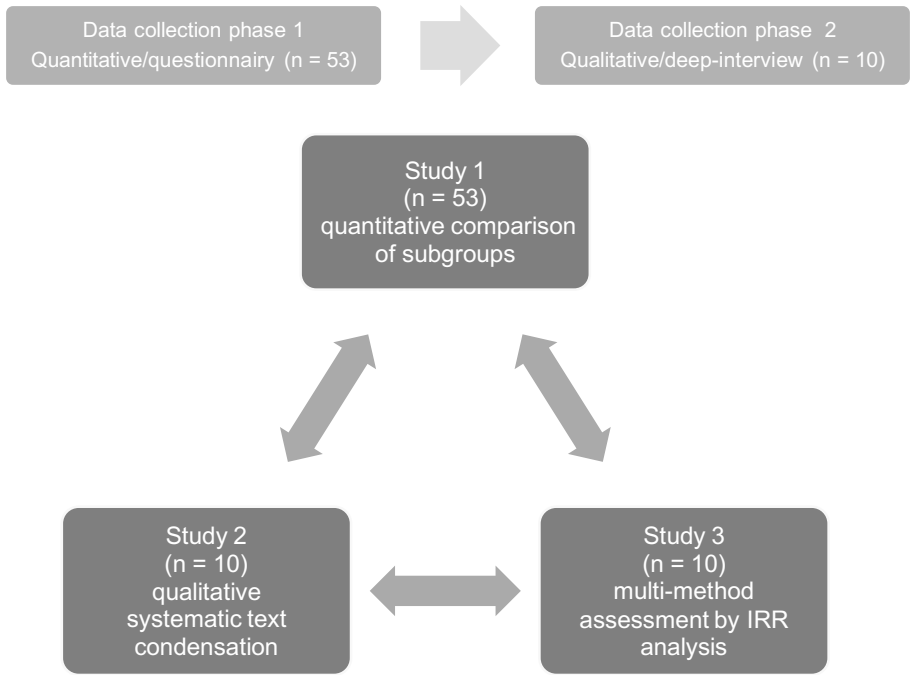 Data collection phase 1
Quantitative/questionnairy (n = 53)
Data collection phase 2
Qualitative/deep-interview (n = 10)
Study 1
(n = 53)
quantitative comparison
of subgroups
Study 2
(n = 10)
qualitative
systematic text
condensation
Study 3
(n = 10)
multi-method
assessment by IRR
analysis